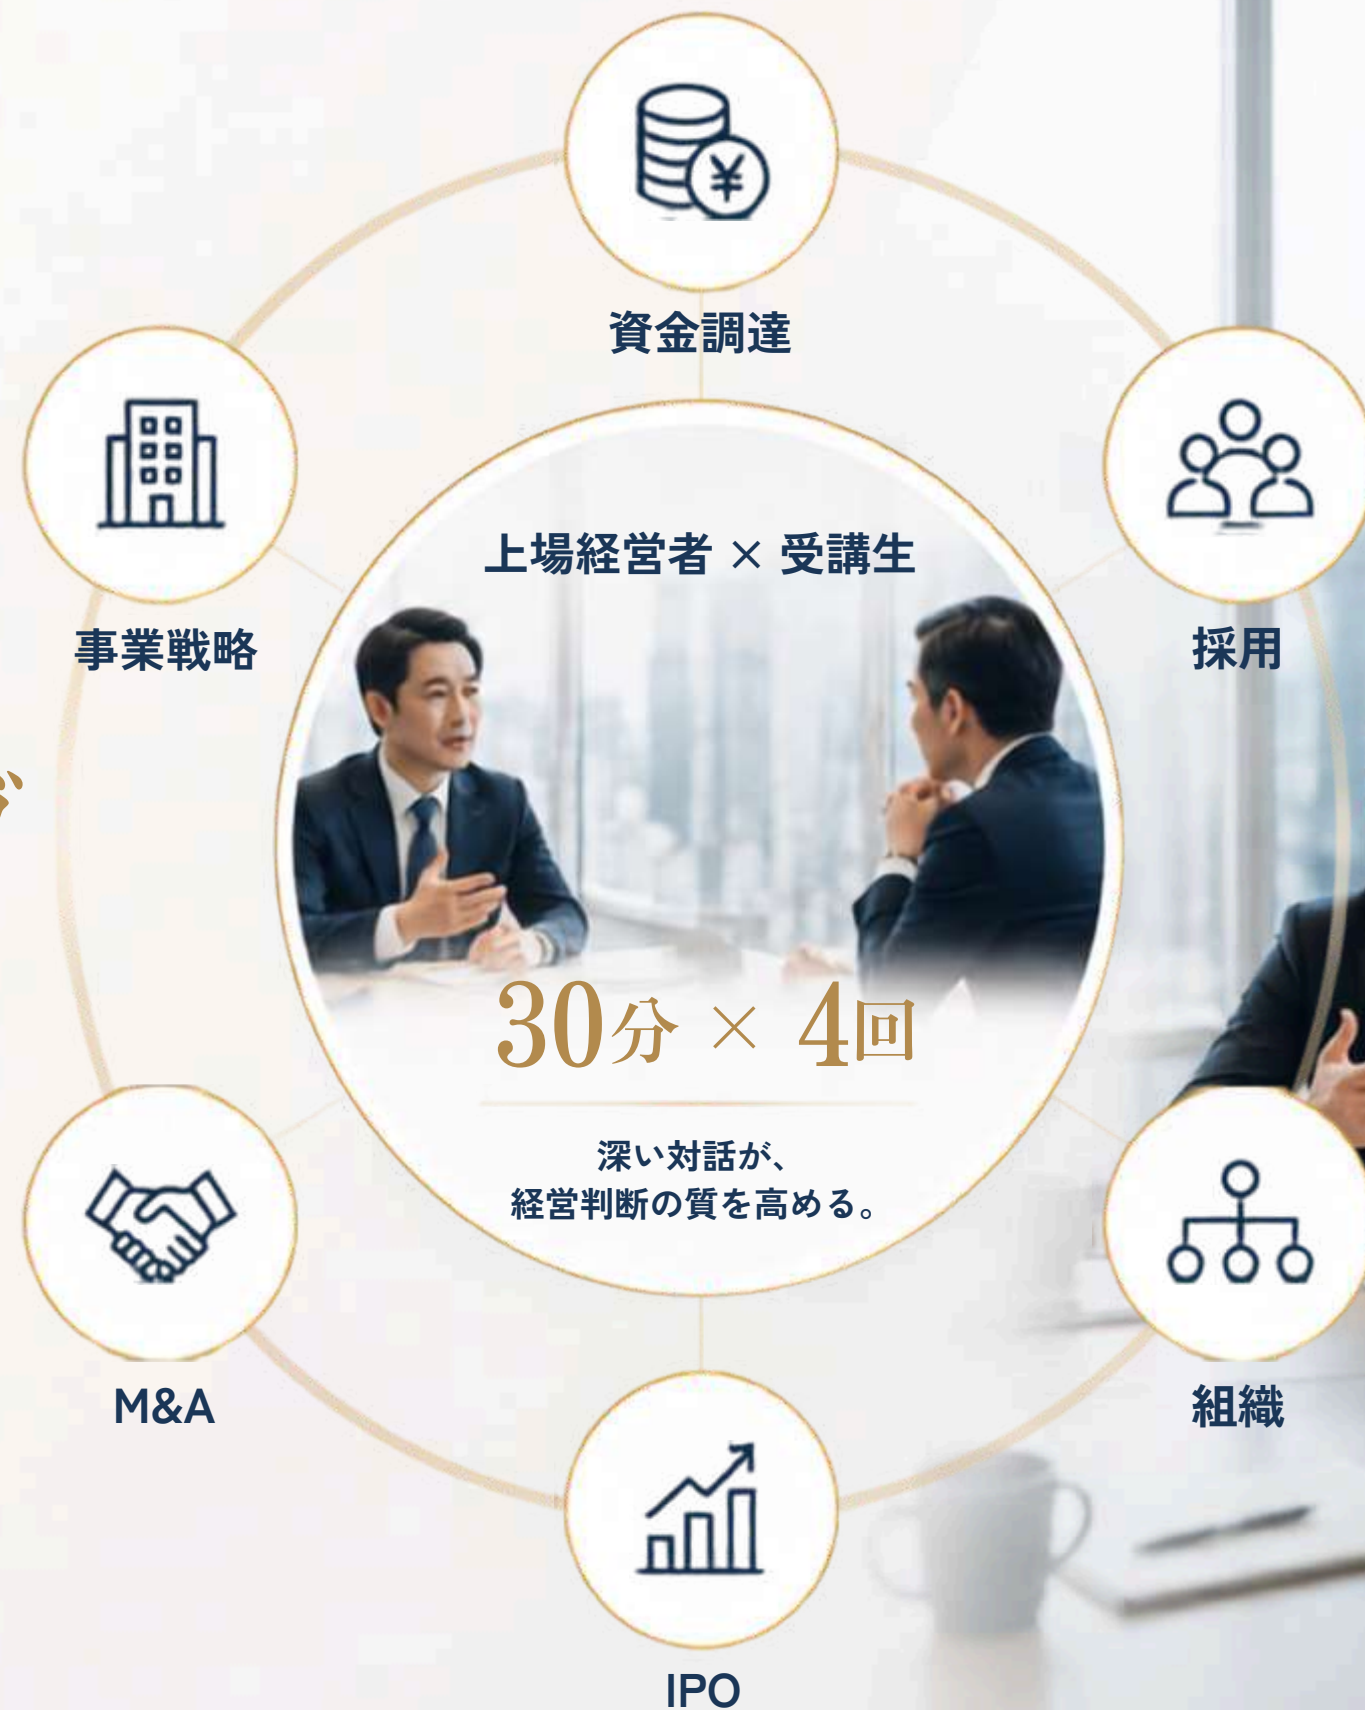 資金調達
事業戦略
採用
上場経営者 × 受講生
30分 × 4回
深い対話が、
経営判断の質を高める。
M&A
組織
IPO